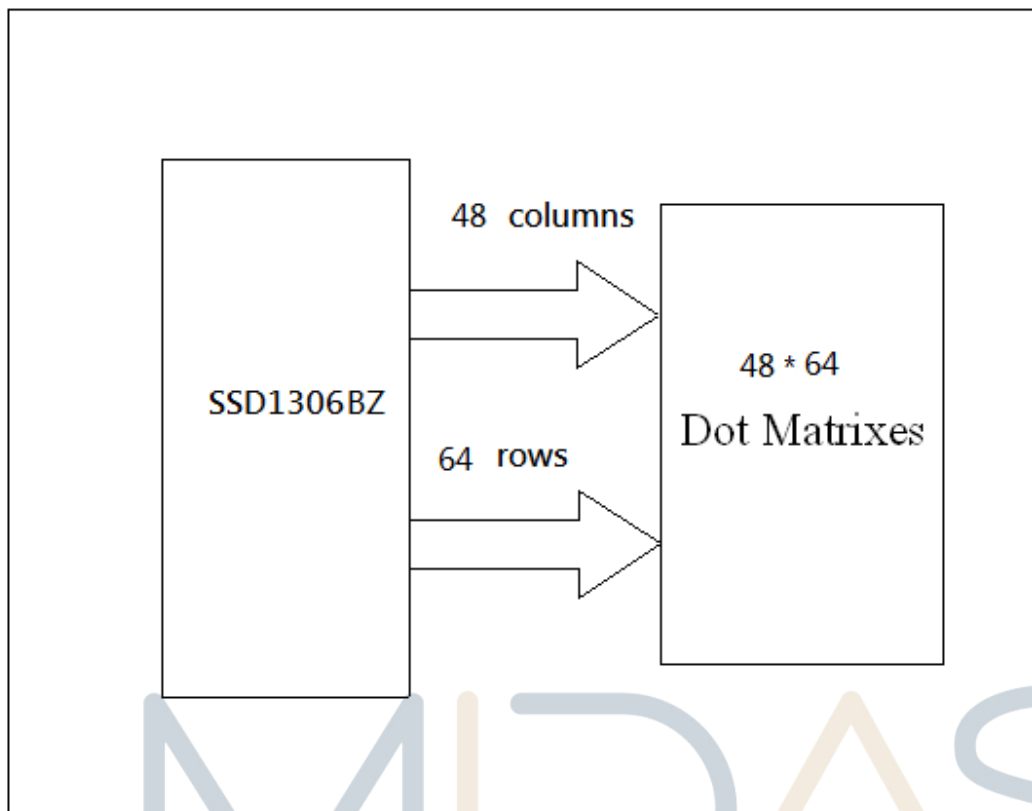 48 columns
48 * 64
SSD1306BZ
Dot Matrixes
64 rows
MIDAS